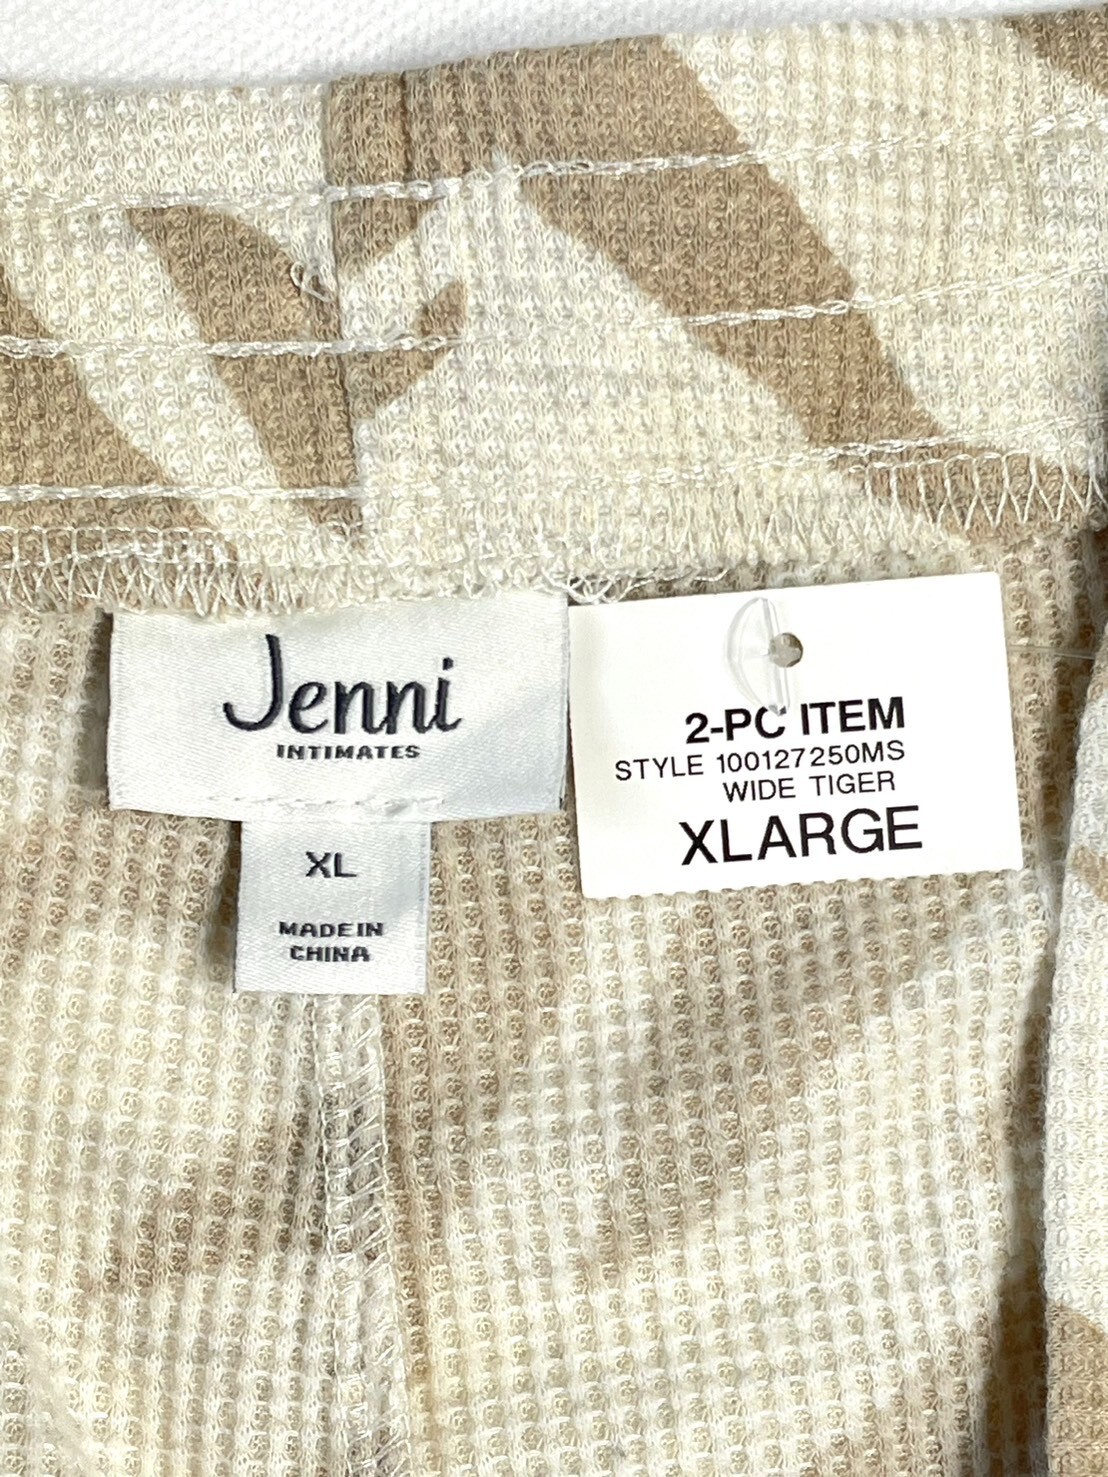 Jenni
INTIMATES
XL
MADE IN
CHINA
2-PC ITEM
STYLE 100127250MS
WIDE TIGER
XLARGE